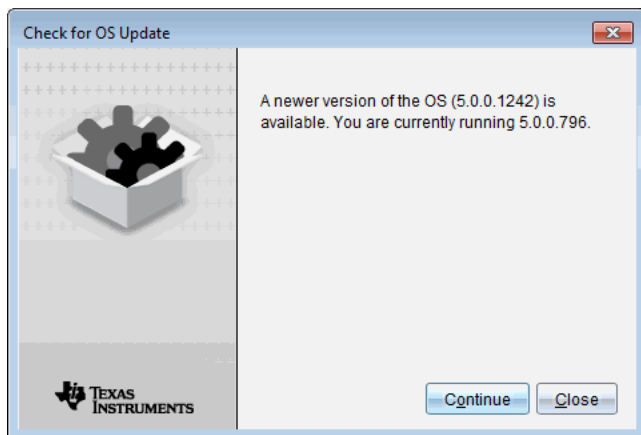 Check for OS Update
A newer version of the OS (5.0.0.1242) is
available. You are currently running 5.0.0.796.
TEXAS
INSTRUMENTS
Continue
Close